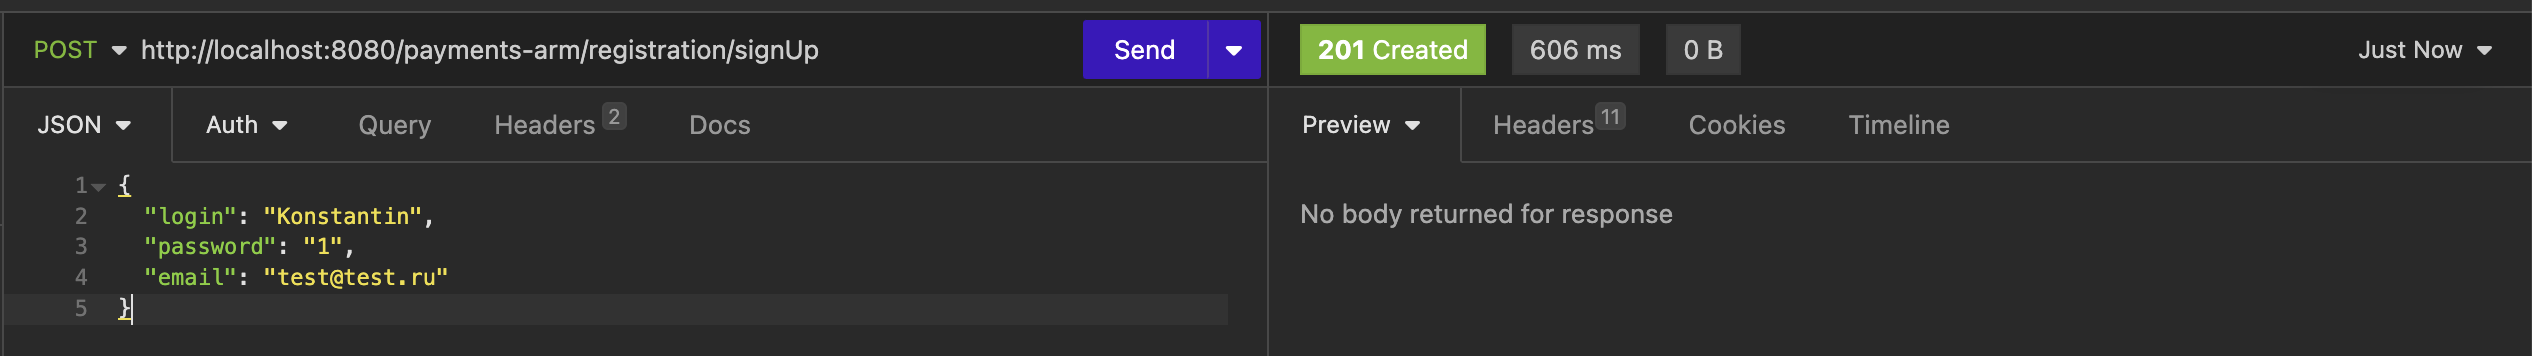 POST http://localhost:8080/payments-arm/registration/signUp Send
201 Created 606 ms 0 B Just Now
JSON Auth Query Headers 2 Docs
Preview Headers 11 Cookies Timeline
1 {
2 "login": "Konstantin",
3 "password": "1",
4 "email": "test@test.ru"
5 }
No body returned for response